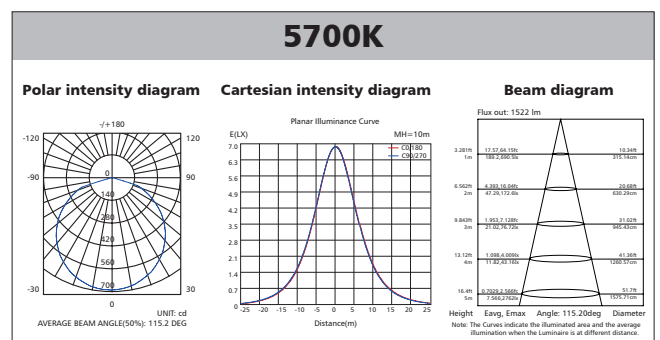 5700K
Polar intensity diagram
-/+180
-120
120
-90
90
0
140
280
420
560
700
-30
30
0
UNIT: cd
AVERAGE BEAM ANGLE(50%): 115.2 DEG
Cartesian intensity diagram
Planar Illuminance Curve
E(LX)
MH=10m
C0/180
C90/270
7.0
6.3
5.6
4.9
4.2
3.5
2.8
2.1
1.4
0.7
0
-25 -20 -15 -10 -5 0 5 10 15 20 25
Distance(m)
Beam diagram
Flux out: 1522 lm
3.281ft 17.57,64.15fc 10.34ft
1m 189.2,690.5lx 315.14cm
6.562ft 4.393,16.04fc 20.68ft
2m 47.29,172.6lx 630.29cm
9.843ft 1.953,7.128fc 31.02ft
3m 21.02,76.72lx 945.43cm
13.12ft 1.098,4.009fc 41.36ft
4m 11.82,43.16lx 1260.57cm
16.4ft 0.7029,2.566fc 51.7ft
5m 7.566,2762lx 1575.71cm
Height Eavg, Emax Angle: 115.20deg Diameter
Note: The Curves indicate the illuminated area and the average
illumination when the Luminaire is at different distance.